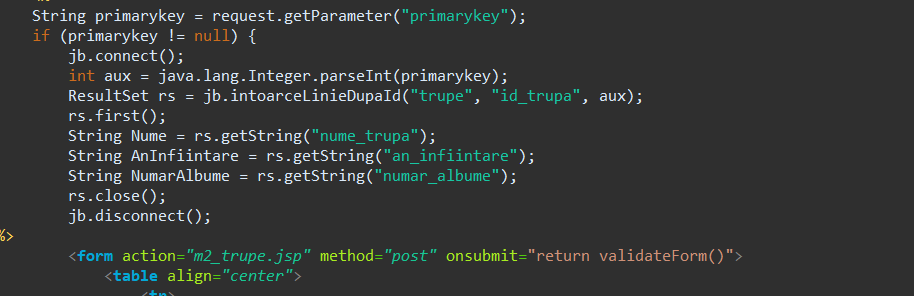 String primarykey = request.getParameter("primarykey");
if (primarykey != null) {
jb.connect();
int aux = java.lang.Integer.parseInt(primarykey);
ResultSet rs = jb.intoarceLinieDupaId("trupe", "id_trupa", aux);
rs.first();
String Nume = rs.getString("nume_trupa");
String AnInfiintare = rs.getString("an_infiintare");
String NumarAlbume = rs.getString("numar_albume");
rs.close();
jb.disconnect();
%>
<form action="m2_trupe.jsp" method="post" onsubmit="return validateForm()">
<table align="center">